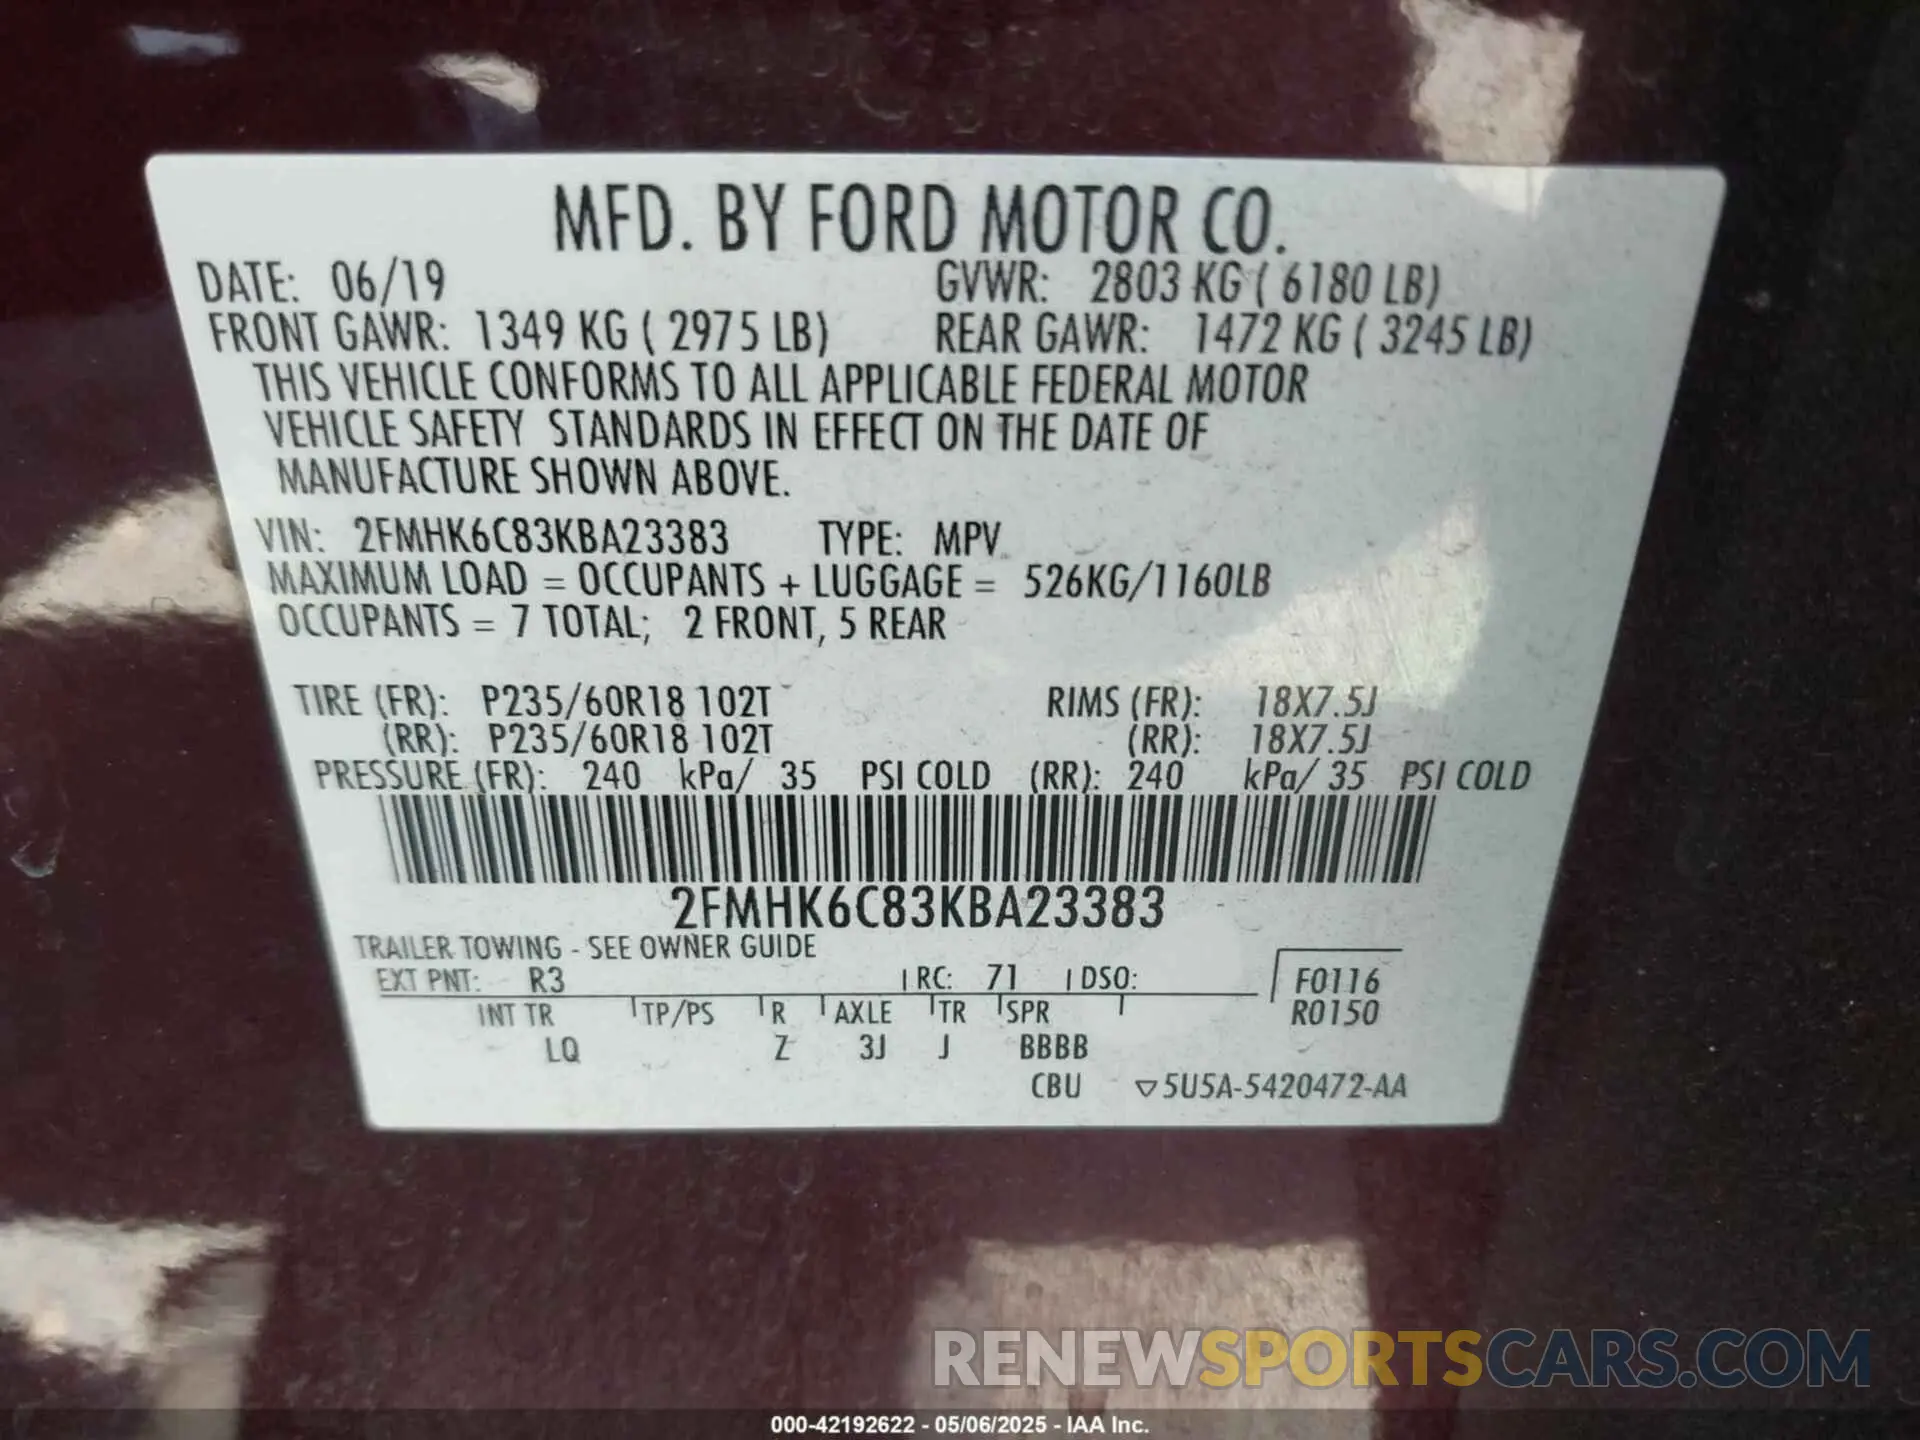 MFD. BY FORD MOTOR CO.
DATE: 06/19 GVWR: 2803 KG ( 6180 LB)
FRONT GAWR: 1349 KG ( 2975 LB) REAR GAWR: 1472 KG ( 3245 LB)
THIS VEHICLE CONFORMS TO ALL APPLICABLE FEDERAL MOTOR
VEHICLE SAFETY STANDARDS IN EFFECT ON THE DATE OF
MANUFACTURE SHOWN ABOVE.
VIN: 2FMHK6C83KBA23383 TYPE: MPV
MAXIMUM LOAD = OCCUPANTS + LUGGAGE = 526KG/1160LB
OCCUPANTS = 7 TOTAL; 2 FRONT, 5 REAR
TIRE (FR): P235/60R18 102T RIMS (FR): 18X7.5J
(RR): P235/60R18 102T (RR): 18X7.5J
PRESSURE (FR): 240 kPa/ 35 PSI COLD (RR): 240 kPa/ 35 PSI COLD
2FMHK6C83KBA23383
TRAILER TOWING - SEE OWNER GUIDE
EXT PNT: R3 RC: 71 DSO: F0116
INT TR TP/PS R AXLE TR SPR R0150
LQ Z 3J J BBBB
CBU ▽5U5A-5420472-AA
RENEWSPORTSCARS.COM
000-42192622 - 05/06/2025 - IAA Inc.